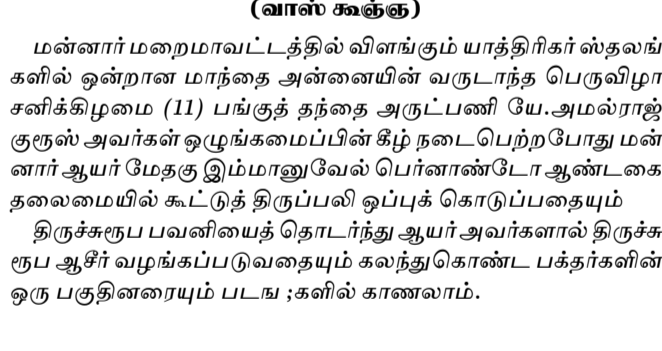 (வாஸ் கூஞ்ஞ)
மன்னார் மறைமாவட்டத்தில் விளங்கும் யாத்திரிகர் ஸ்தலங்
களில் ஒன்றான மாந்தை அன்னையின் வருடாந்த பெருவிழா
சனிக்கிழமை (11) பங்குத் தந்தை அருட்பணி யே.அமல்ராஜ்
குரூஸ் அவர்கள் ஒழுங்கமைப்பின் கீழ் நடைபெற்றபோது மன்
னார் ஆயர் மேதகு இம்மானுவேல் பெர்னாண்டோ ஆண்டகை
தலைமையில் கூட்டுத் திருப்பலி ஒப்புக் கொடுப்பதையும்
திருச்சுரூப பவனியைத் தொடர்ந்து ஆயர் அவர்களால் திருச்சு
ரூப ஆசீர் வழங்கப்படுவதையும் கலந்துகொண்ட பக்தர்களின்
ஒரு பகுதினரையும் படங ;களில் காணலாம்.